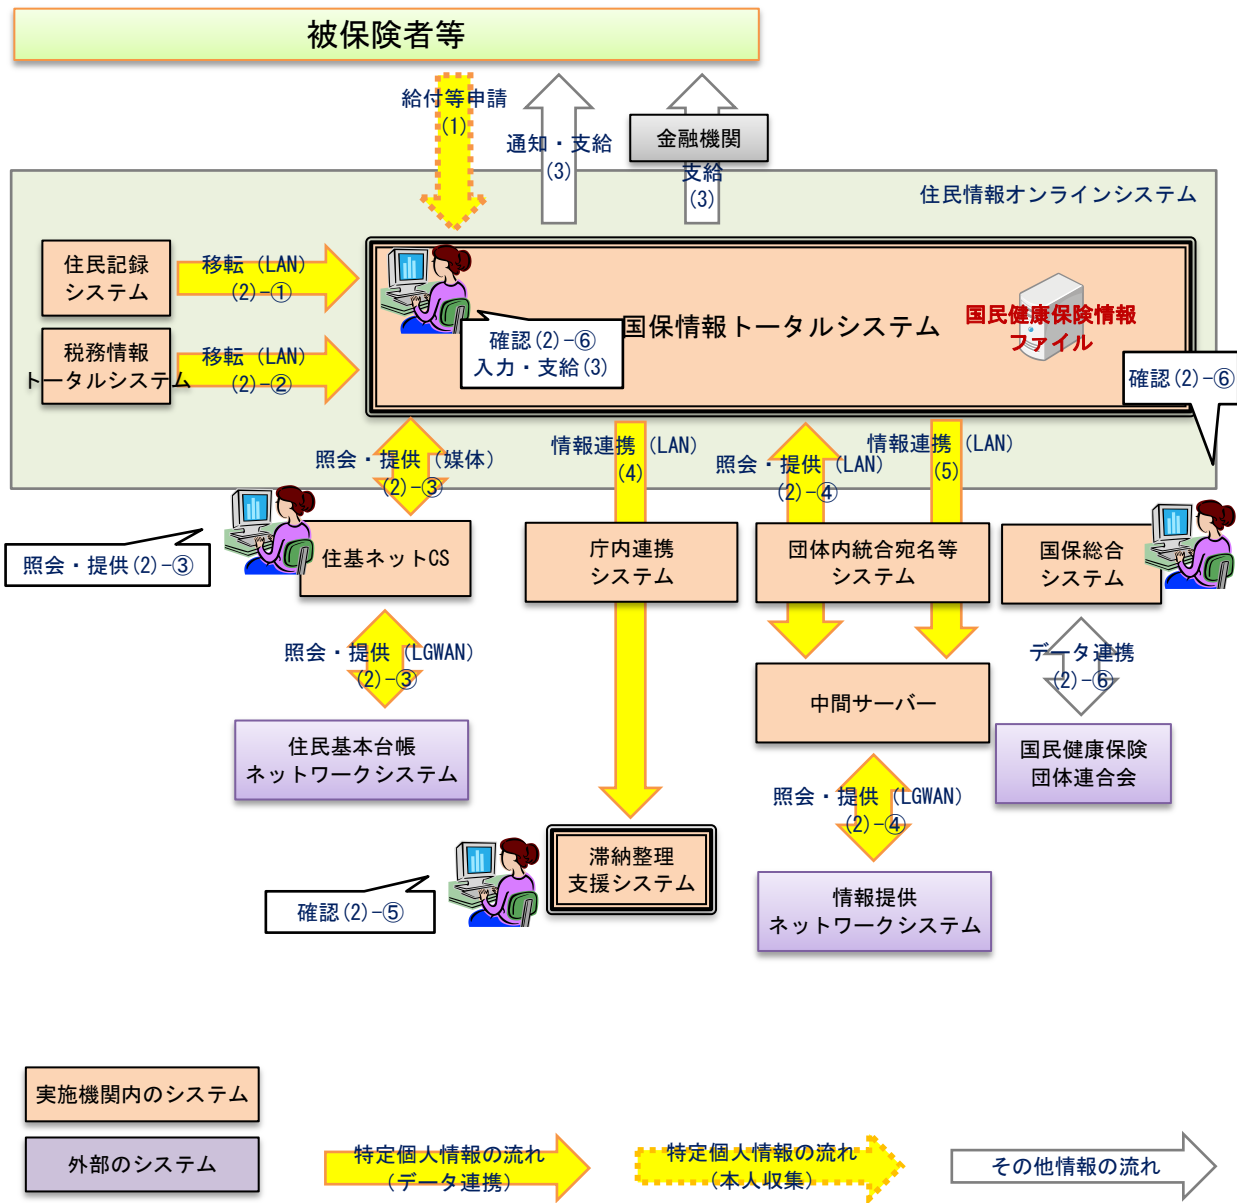 被保険者等
給付等申請
(1)
通知・支給
(3)
金融機関
支給
(3)
住民情報オンラインシステム
住民記録
システム
移転（LAN）
(2)-①
税務情報
トータルシステム
移転（LAN）
(2)-②
国保情報トータルシステム
確認(2)-⑥
入力・支給(3)
国民健康保険情報
ファイル
確認(2)-⑥
照会・提供（媒体）
(2)-③
情報連携（LAN）
(4)
照会・提供（LAN）
(2)-④
情報連携（LAN）
(5)
照会・提供(2)-③
住基ネットCS
庁内連携
システム
団体内統合宛名等
システム
国保総合
システム
照会・提供（LGWAN）
(2)-③
データ連携
(2)-⑥
住民基本台帳
ネットワークシステム
中間サーバー
国民健康保険
団体連合会
照会・提供（LGWAN）
(2)-④
滞納整理
支援システム
確認(2)-⑤
情報提供
ネットワークシステム
実施機関内のシステム
外部のシステム
特定個人情報の流れ
（データ連携）
特定個人情報の流れ
（本人収集）
その他情報の流れ